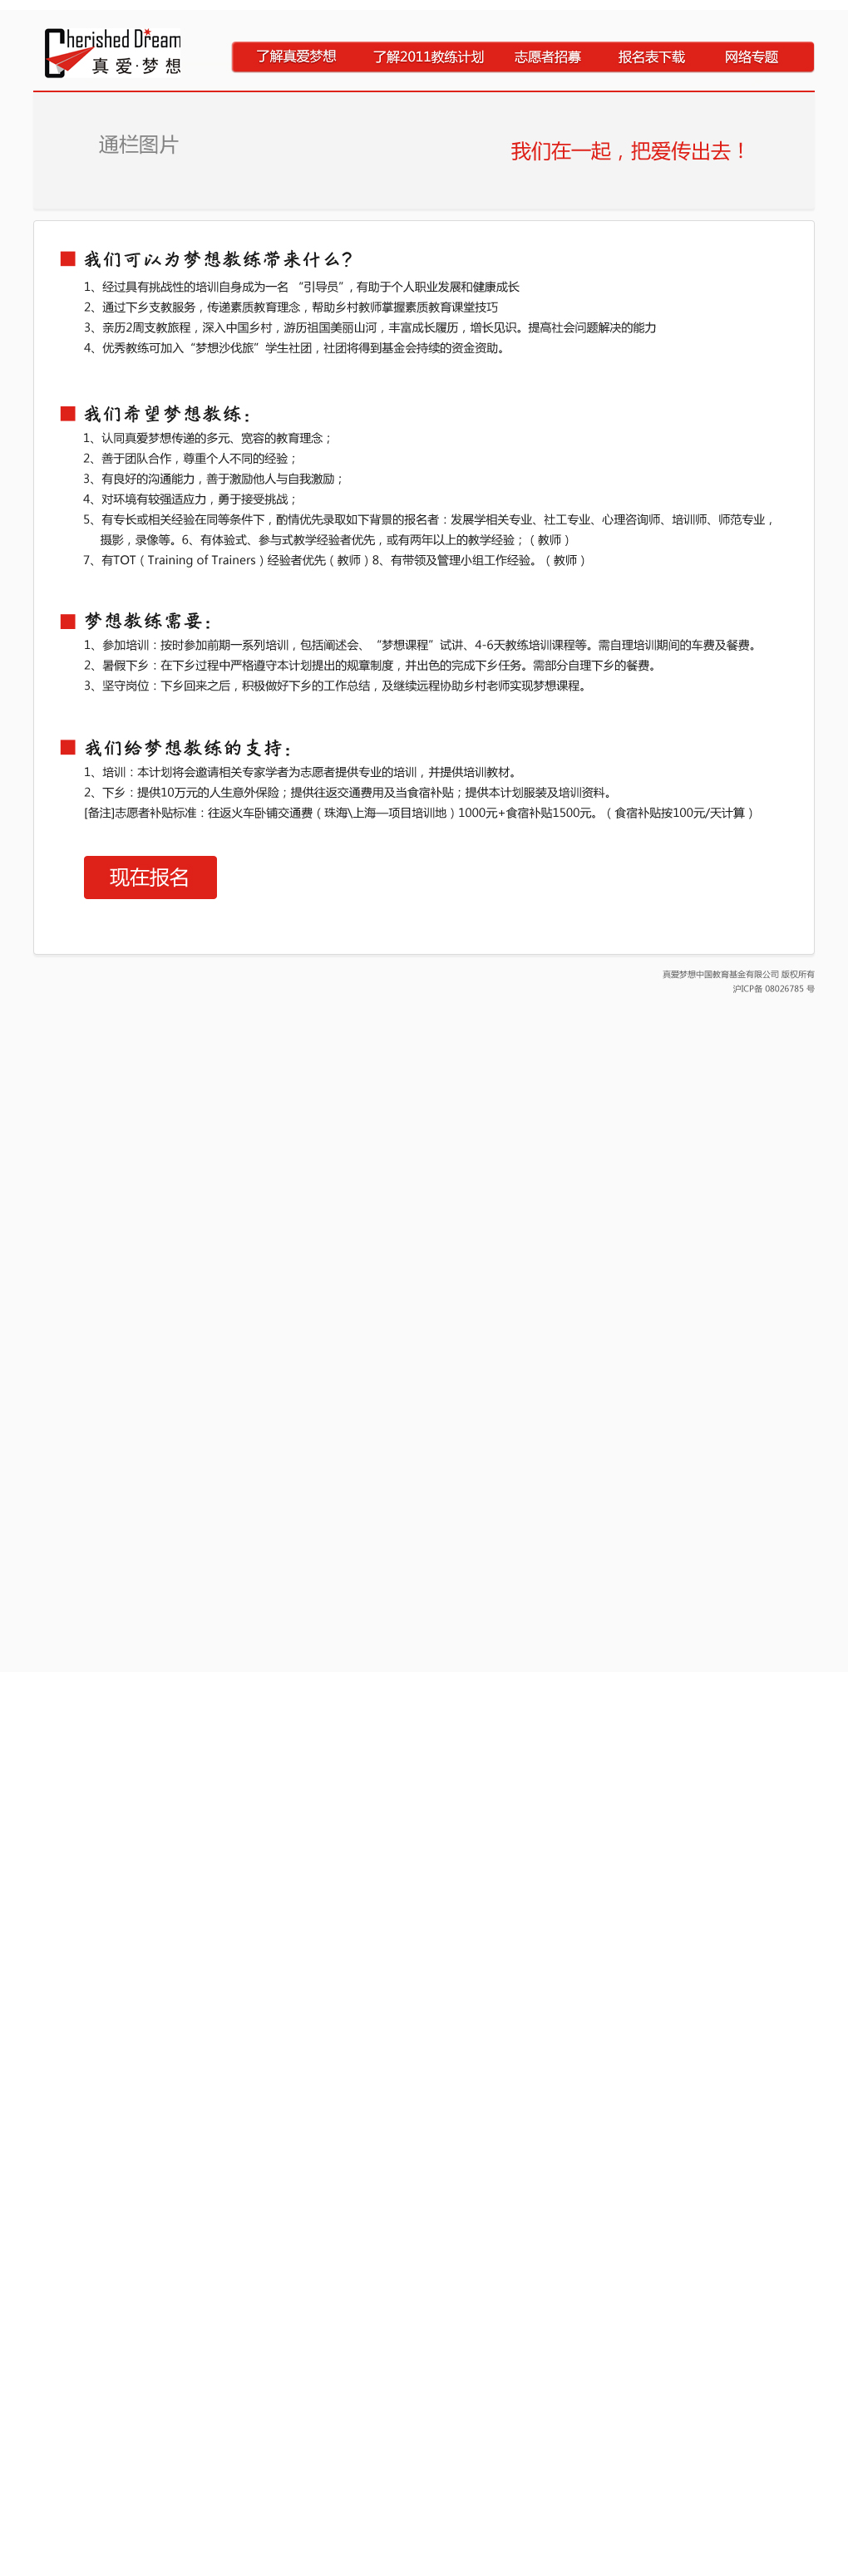 Cherished Dream
真爱·梦想
了解真爱梦想 了解2011教练计划 志愿者招募 报名表下载 网络专题
通栏图片
我们在一起，把爱传出去！
我们可以为梦想教练带来什么？
1、经过具有挑战性的培训自身成为一名 “引导员”, 有助于个人职业发展和健康成长
2、通过下乡支教服务，传递素质教育理念，帮助乡村教师掌握素质教育课堂技巧
3、亲历2周支教旅程，深入中国乡村，游历祖国美丽山河，丰富成长履历，增长见识。提高社会问题解决的能力
4、优秀教练可加入“梦想沙伐旅”学生社团，社团将得到基金会持续的资金资助。
我们希望梦想教练：
1、认同真爱梦想传递的多元、宽容的教育理念；
2、善于团队合作，尊重个人不同的经验；
3、有良好的沟通能力，善于激励他人与自我激励；
4、对环境有较强适应力，勇于接受挑战；
5、有专长或相关经验在同等条件下，酌情优先录取如下背景的报名者：发展学相关专业、社工专业、心理咨询师、培训师、师范专业，
摄影，录像等。6、有体验式、参与式教学经验者优先，或有两年以上的教学经验；（教师）
7、有TOT（Training of Trainers）经验者优先（教师）8、有带领及管理小组工作经验。（教师）
梦想教练需要：
1、参加培训：按时参加前期一系列培训，包括阐述会、“梦想课程”试讲、4-6天教练培训课程等。需自理培训期间的车费及餐费。
2、暑假下乡：在下乡过程中严格遵守本计划提出的规章制度，并出色的完成下乡任务。需部分自理下乡的餐费。
3、坚守岗位：下乡回来之后，积极做好下乡的工作总结，及继续远程协助乡村老师实现梦想课程。
我们给梦想教练的支持：
1、培训：本计划将会邀请相关专家学者为志愿者提供专业的培训，并提供培训教材。
2、下乡：提供10万元的人生意外保险；提供往返交通费用及当食宿补贴；提供本计划服装及培训资料。
[备注]志愿者补贴标准：往返火车卧铺交通费（珠海\上海—项目培训地）1000元+食宿补贴1500元。（食宿补贴按100元/天计算）
现在报名
真爱梦想中国教育基金有限公司 版权所有
沪ICP备 08026785 号